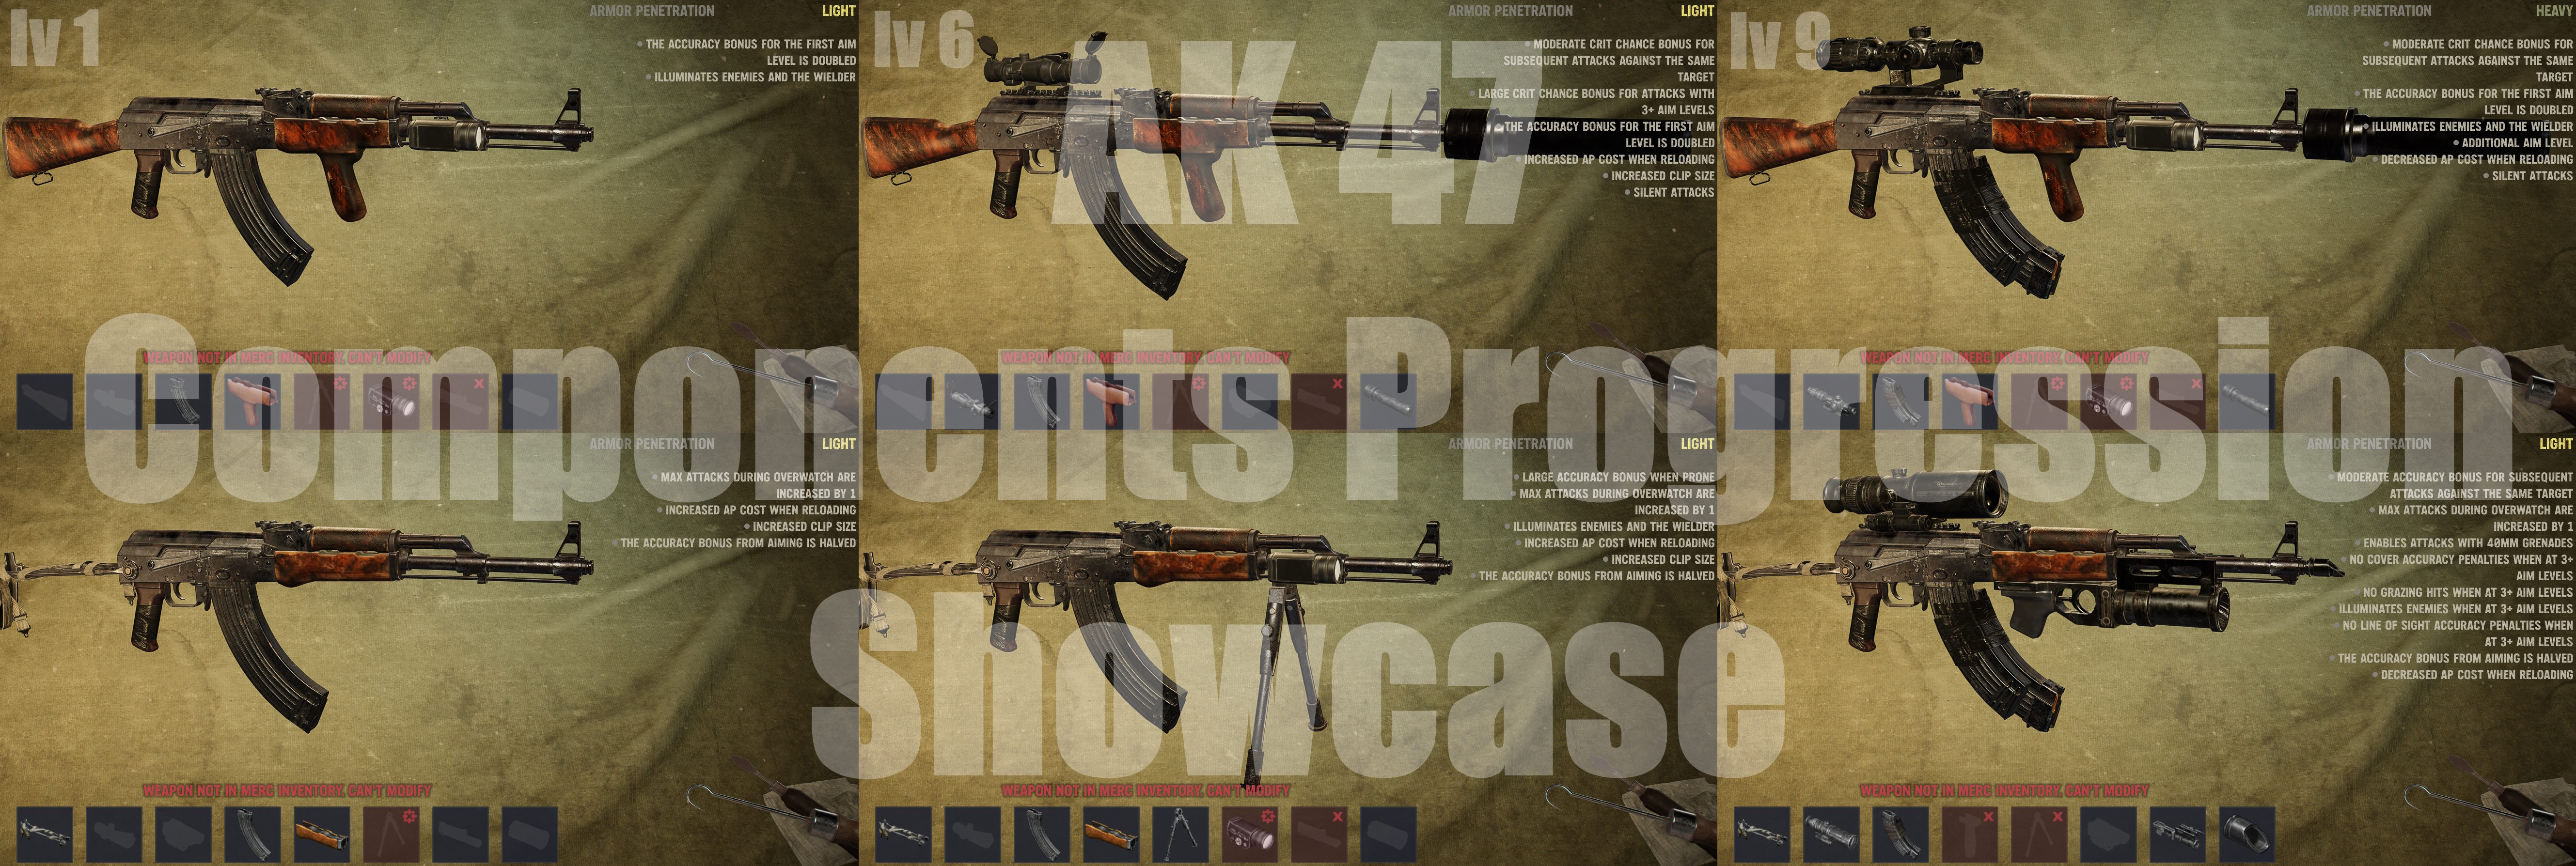 lv 1
ARMOR PENETRATION LIGHT
THE ACCURACY BONUS FOR THE FIRST AIM
LEVEL IS DOUBLED
ILLUMINATES ENEMIES AND THE WIELDER
WEAPON NOT IN MERC INVENTORY. CAN'T MODIFY
lv 6
ARMOR PENETRATION LIGHT
MODERATE CRIT CHANCE BONUS FOR
SUBSEQUENT ATTACKS AGAINST THE SAME
TARGET
LARGE CRIT CHANCE BONUS FOR ATTACKS WITH
3+ AIM LEVELS
THE ACCURACY BONUS FOR THE FIRST AIM
LEVEL IS DOUBLED
INCREASED AP COST WHEN RELOADING
INCREASED CLIP SIZE
SILENT ATTACKS
WEAPON NOT IN MERC INVENTORY. CAN'T MODIFY
lv 9
ARMOR PENETRATION HEAVY
MODERATE CRIT CHANCE BONUS FOR
SUBSEQUENT ATTACKS AGAINST THE SAME
TARGET
THE ACCURACY BONUS FOR THE FIRST AIM
LEVEL IS DOUBLED
ILLUMINATES ENEMIES AND THE WIELDER
ADDITIONAL AIM LEVEL
DECREASED AP COST WHEN RELOADING
SILENT ATTACKS
WEAPON NOT IN MERC INVENTORY. CAN'T MODIFY
AK 47
Components Progression
Showcase
ARMOR PENETRATION LIGHT
MAX ATTACKS DURING OVERWATCH ARE
INCREASED BY 1
INCREASED AP COST WHEN RELOADING
INCREASED CLIP SIZE
THE ACCURACY BONUS FROM AIMING IS HALVED
WEAPON NOT IN MERC INVENTORY. CAN'T MODIFY
ARMOR PENETRATION LIGHT
LARGE ACCURACY BONUS WHEN PRONE
MAX ATTACKS DURING OVERWATCH ARE
INCREASED BY 1
ILLUMINATES ENEMIES AND THE WIELDER
INCREASED AP COST WHEN RELOADING
INCREASED CLIP SIZE
THE ACCURACY BONUS FROM AIMING IS HALVED
WEAPON NOT IN MERC INVENTORY. CAN'T MODIFY
ARMOR PENETRATION LIGHT
MODERATE ACCURACY BONUS FOR SUBSEQUENT
ATTACKS AGAINST THE SAME TARGET
MAX ATTACKS DURING OVERWATCH ARE
INCREASED BY 1
ENABLES ATTACKS WITH 40MM GRENADES
NO COVER ACCURACY PENALTIES WHEN AT 3+
AIM LEVELS
NO GRAZING HITS WHEN AT 3+ AIM LEVELS
ILLUMINATES ENEMIES WHEN AT 3+ AIM LEVELS
NO LINE OF SIGHT ACCURACY PENALTIES WHEN
AT 3+ AIM LEVELS
THE ACCURACY BONUS FROM AIMING IS HALVED
DECREASED AP COST WHEN RELOADING
WEAPON NOT IN MERC INVENTORY. CAN'T MODIFY